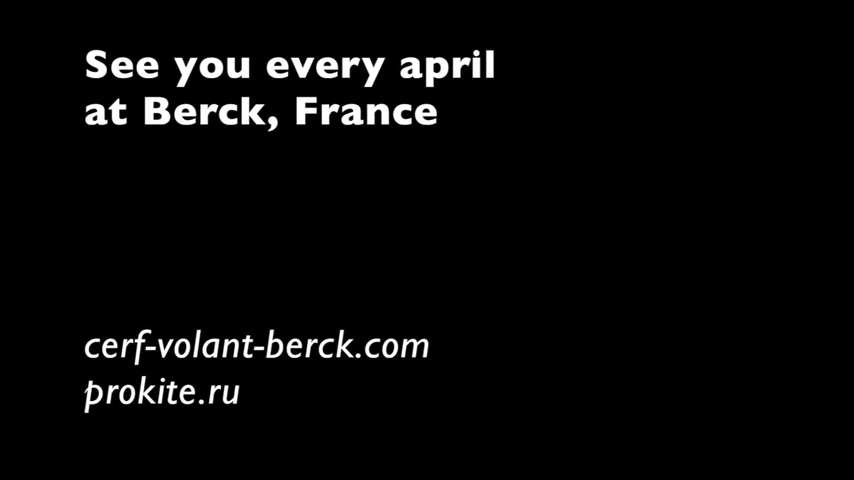 See you every april
at Berck, France
cerf-volant-berck.com
prokite.ru